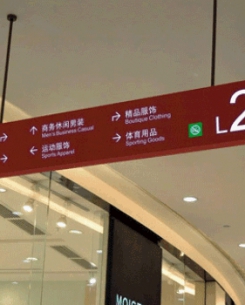 ↑ 商务休闲男装
Men's Business Casual
← 运动服饰
Sports Apparel
→ 精品服饰
Boutique Clothing
→ 体育用品
Sporting Goods
L2